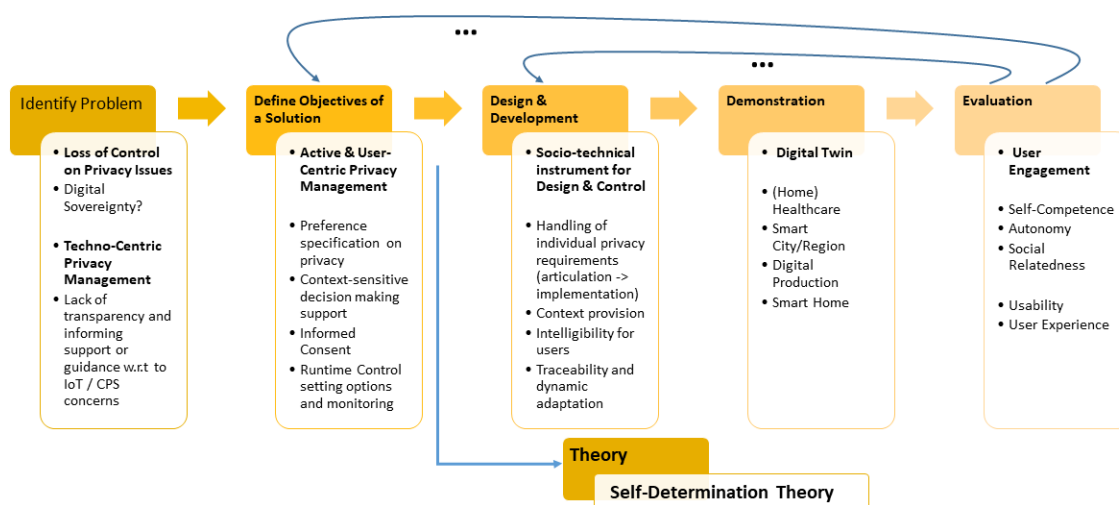 ...
...
Identify Problem
• Loss of Control
on Privacy Issues
• Digital
Sovereignty?
• Techno-Centric
Privacy
Management
• Lack of
transparency and
informing
support or
guidance w.r.t to
IoT / CPS
concerns
Define Objectives of
a Solution
• Active & User-
Centric Privacy
Management
• Preference
specification on
privacy
• Context-sensitive
decision making
support
• Informed
Consent
• Runtime Control
setting options
and monitoring
Design &
Development
• Socio-technical
instrument for
Design & Control
• Handling of
individual privacy
requirements
(articulation ->
implementation)
• Context provision
• Intelligibility for
users
• Traceability and
dynamic
adaptation
Demonstration
• Digital Twin
• (Home)
Healthcare
• Smart
City/Region
• Digital
Production
• Smart Home
Evaluation
• User
Engagement
• Self-Competence
• Autonomy
• Social
Relatedness
• Usability
• User Experience
Theory
Self-Determination Theory